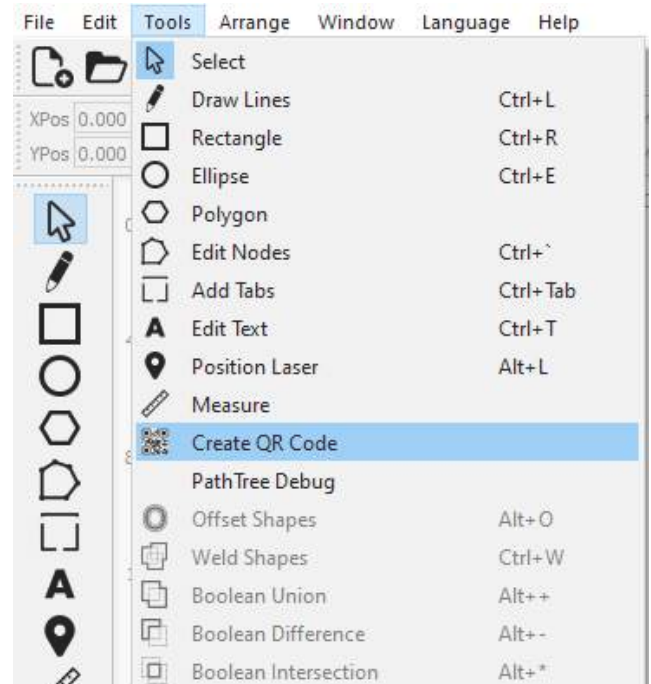 File Edit Tools Arrange Window Language Help
XPos 0.000
YPos 0.000
Select
Draw Lines Ctrl+L
Rectangle Ctrl+R
Ellipse Ctrl+E
Polygon
Edit Nodes Ctrl+`
Add Tabs Ctrl+Tab
Edit Text Ctrl+T
Position Laser Alt+L
Measure
Create QR Code
PathTree Debug
Offset Shapes Alt+O
Weld Shapes Ctrl+W
Boolean Union Alt++
Boolean Difference Alt+-
Boolean Intersection Alt+*